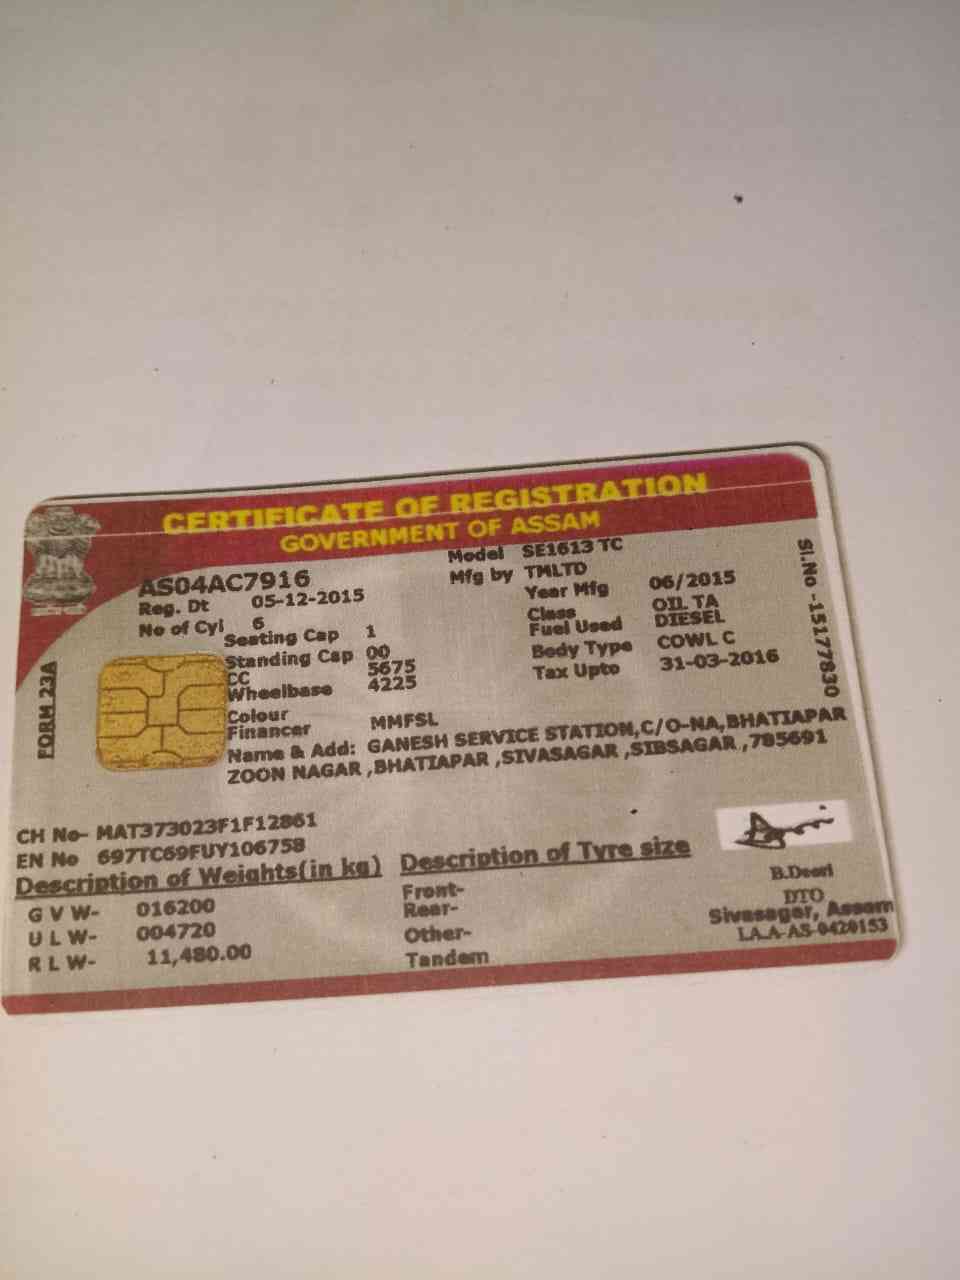 CERTIFICATE OF REGISTRATION
GOVERNMENT OF ASSAM
AS04AC7916
Model SE1613 TC
Reg. Dt 05-12-2015
Mfg by TMLTD
No of Cyl 6
Year Mfg 06/2015
Seating Cap 1
Class OIL TA
Fuel Used DIESEL
Standing Cap 00
Body Type COWL C
CC 5675
Tax Upto 31-03-2016
Wheelbase 4225
Colour
Financer MMFSL
Name & Add: GANESH SERVICE STATION,C/O-NA,BHATIAPAR
ZOON NAGAR ,BHATIAPAR ,SIVASAGAR ,SIBSAGAR ,785691
FORM 23A
Sl.No -15177830
CH No- MAT373023F1F12861
EN No 697TC69FUY106758
Description of Weights(in kg)
G V W- 016200
U L W- 004720
R L W- 11,480.00
Description of Tyre size
Front-
Rear-
Other-
Tandem
B.Deori
DTO
Sivasagar, Assam
I.A.A-AS-0420153